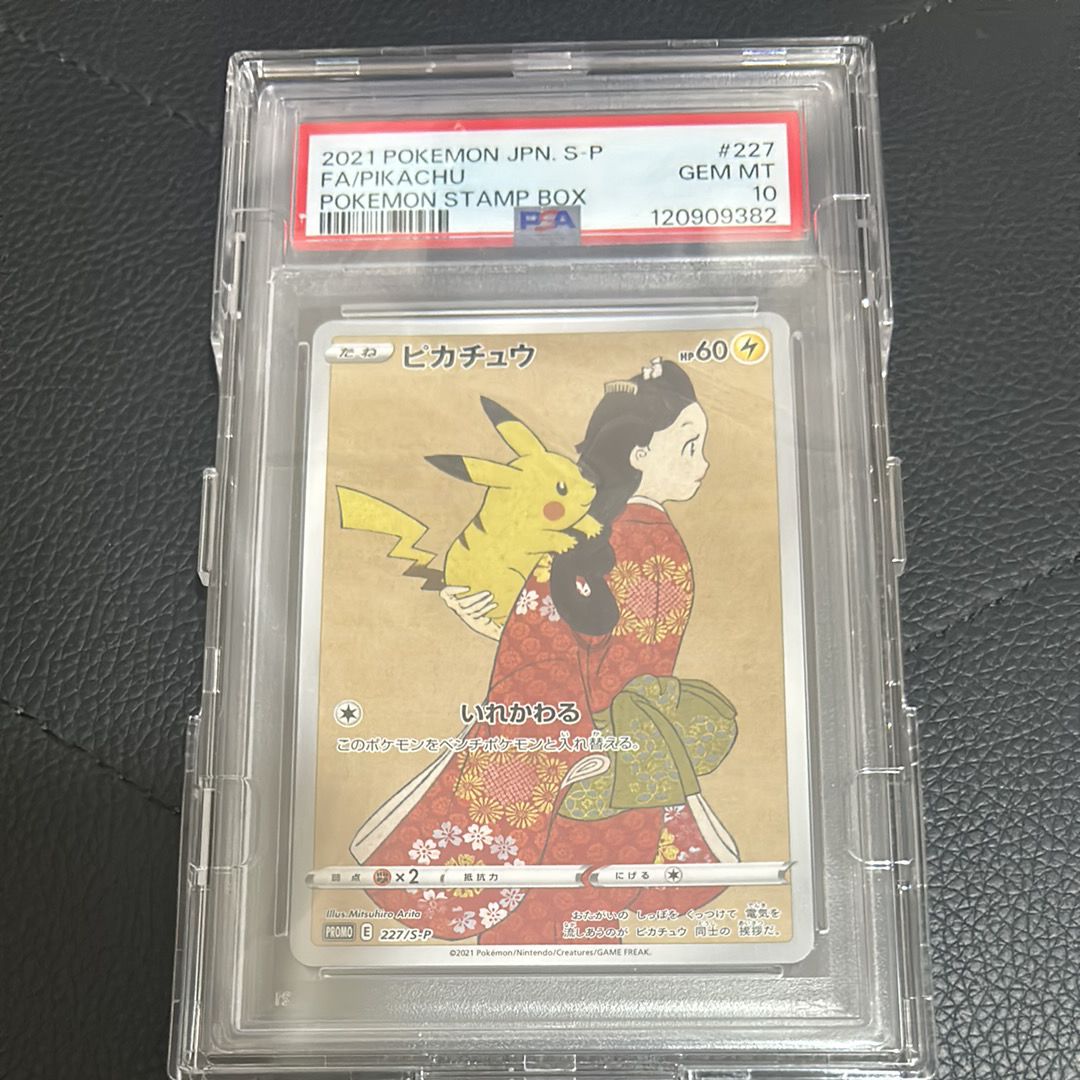 2021 POKEMON JPN. S-P #227
FA/PIKACHU GEM MT
POKEMON STAMP BOX 10
PSA 120909382
たね ピカチュウ HP60
いれかわる
このポケモンをベンチポケモンと入れ替える。
弱点 ×2 抵抗力 にげる
Illus. Mitsuhiro Arita
おたがいの しっぽを くっつけて 電気を
流しあうのが ピカチュウ 同士の 挨拶だ。
PROMO E 227/S-P
©2021 Pokémon/Nintendo/Creatures/GAME FREAK.